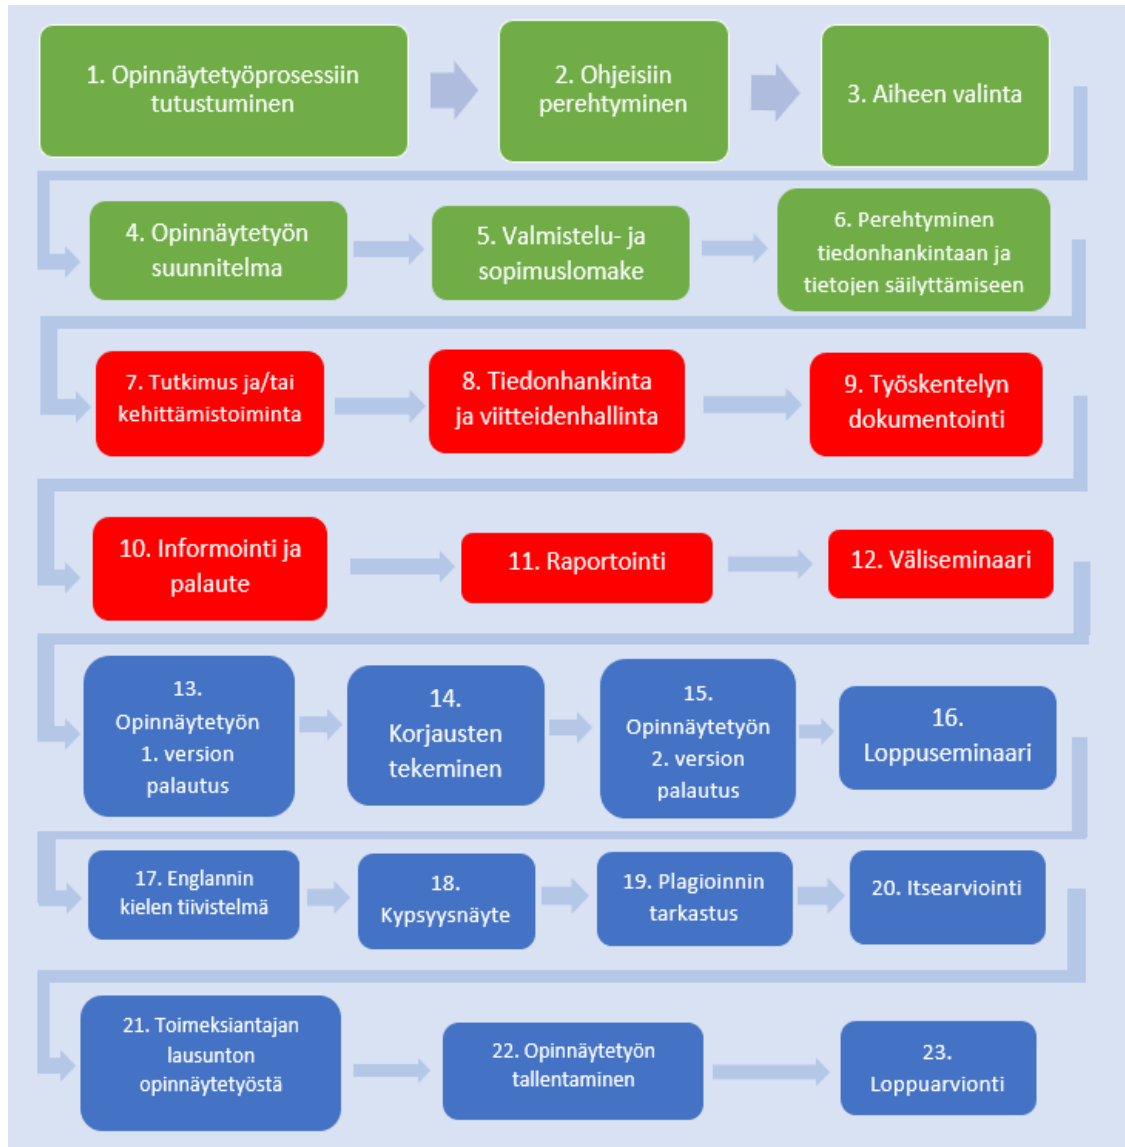 1. Opinnäytetyöprosessiin
tutustuminen
2. Ohjeisiin
perehtyminen
3. Aiheen valinta
4. Opinnäytetyön
suunnitelma
5. Valmistelu- ja
sopimuslomake
6. Perehtyminen
tiedonhankintaan ja
tietojen säilyttämiseen
7. Tutkimus ja/tai
kehittämistoiminta
8. Tiedonhankinta
ja viitteidenhallinta
9. Työskentelyn
dokumentointi
10. Informointi ja
palaute
11. Raportointi
12. Väliseminaari
13.
Opinnäytetyön
1. version
palautus
14.
Korjausten
tekeminen
15.
Opinnäytetyön
2. version
palautus
16.
Loppuseminaari
17. Englannin
kielen tiivistelmä
18.
Kypsyysnäyte
19. Plagioinnin
tarkastus
20. Itsearviointi
21. Toimeksiantajan
lausunton
opinnäytetyöstä
22. Opinnäytetyön
tallentaminen
23.
Loppuarvionti